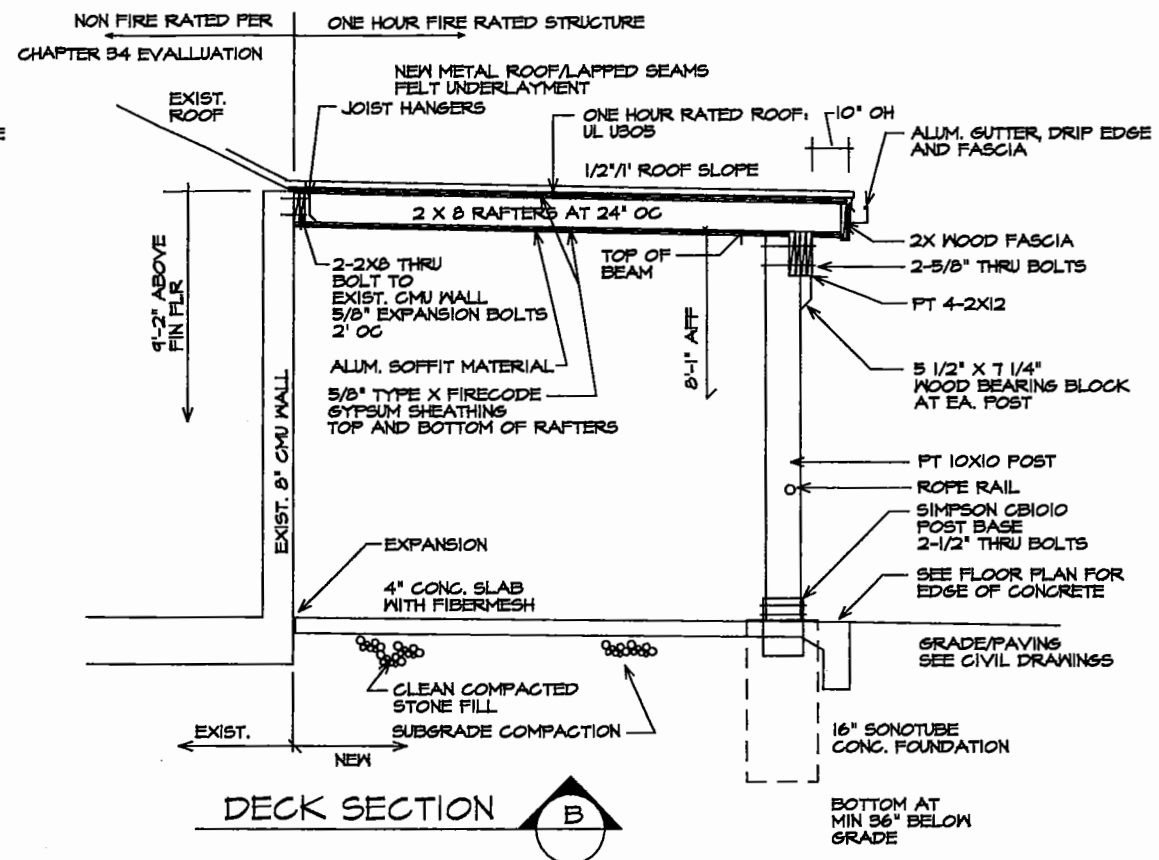 NON FIRE RATED PER
CHAPTER 34 EVALLUATION
ONE HOUR FIRE RATED STRUCTURE
EXIST.
ROOF
NEW METAL ROOF/LAPPED SEAMS
FELT UNDERLAYMENT
JOIST HANGERS
ONE HOUR RATED ROOF:
UL U305
1/2"/1' ROOF SLOPE
10" OH
ALUM. GUTTER, DRIP EDGE
AND FASCIA
2 X 8 RAFTERS AT 24" OC
2X WOOD FASCIA
2-5/8" THRU BOLTS
PT 4-2X12
TOP OF
BEAM
2-2X8 THRU
BOLT TO
EXIST. CMU WALL
5/8" EXPANSION BOLTS
2' OC
9'-2" ABOVE
FIN FLR
8'-1" AFF
ALUM. SOFFIT MATERIAL
5/8" TYPE X FIRECODE
GYPSUM SHEATHING
TOP AND BOTTOM OF RAFTERS
5 1/2" X 7 1/4"
WOOD BEARING BLOCK
AT EA. POST
EXIST. 8" CMU WALL
PT 10X10 POST
ROPE RAIL
SIMPSON CB1010
POST BASE
2-1/2" THRU BOLTS
EXPANSION
4" CONC. SLAB
WITH FIBERMESH
SEE FLOOR PLAN FOR
EDGE OF CONCRETE
GRADE/PAVING
SEE CIVIL DRAWINGS
CLEAN COMPACTED
STONE FILL
SUBGRADE COMPACTION
EXIST.
NEW
16" SONOTUBE
CONC. FOUNDATION
BOTTOM AT
MIN 36" BELOW
GRADE
DECK SECTION
B